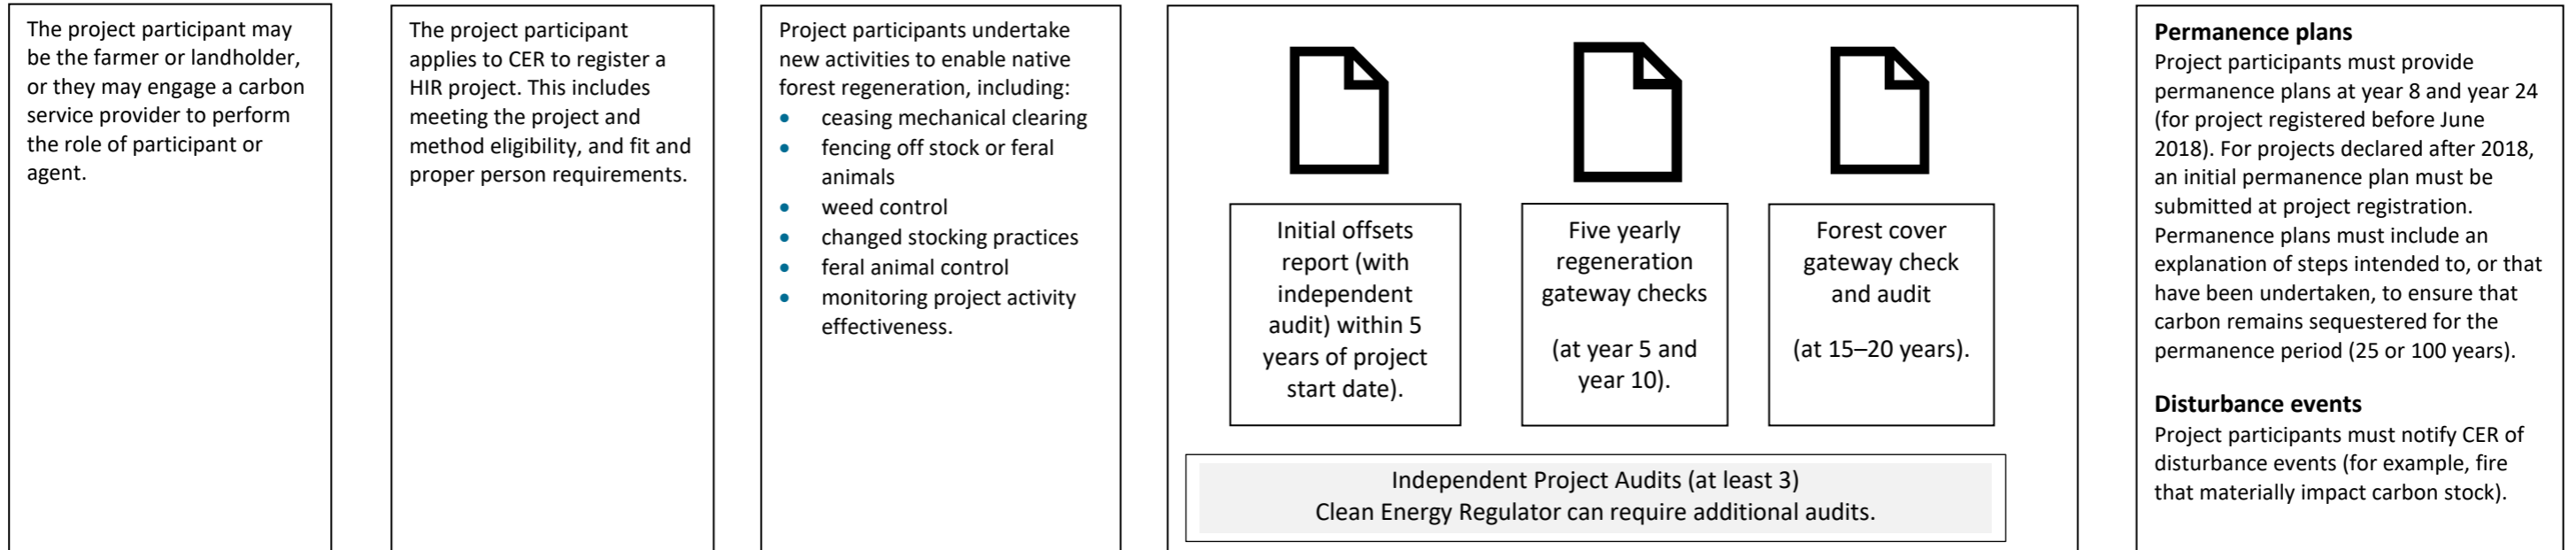 The project participant may
be the farmer or landholder,
or they may engage a carbon
service provider to perform
the role of participant or
agent.
The project participant
applies to CER to register a
HIR project. This includes
meeting the project and
method eligibility, and fit and
proper person requirements.
Project participants undertake
new activities to enable native
forest regeneration, including:
• ceasing mechanical clearing
• fencing off stock or feral
animals
• weed control
• changed stocking practices
• feral animal control
• monitoring project activity
effectiveness.
Initial offsets
report (with
independent
audit) within 5
years of project
start date).
Five yearly
regeneration
gateway checks
(at year 5 and
year 10).
Forest cover
gateway check
and audit
(at 15–20 years).
Independent Project Audits (at least 3)
Clean Energy Regulator can require additional audits.
Permanence plans
Project participants must provide
permanence plans at year 8 and year 24
(for project registered before June
2018). For projects declared after 2018,
an initial permanence plan must be
submitted at project registration.
Permanence plans must include an
explanation of steps intended to, or that
have been undertaken, to ensure that
carbon remains sequestered for the
permanence period (25 or 100 years).
Disturbance events
Project participants must notify CER of
disturbance events (for example, fire
that materially impact carbon stock).